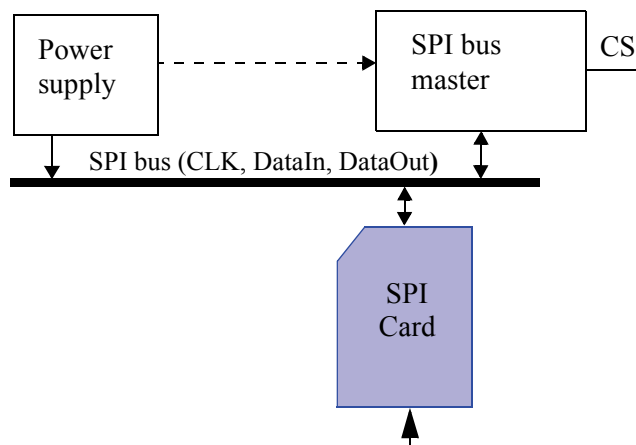 Power
supply
SPI bus
master
CS
SPI bus (CLK, DataIn, DataOut)
SPI
Card